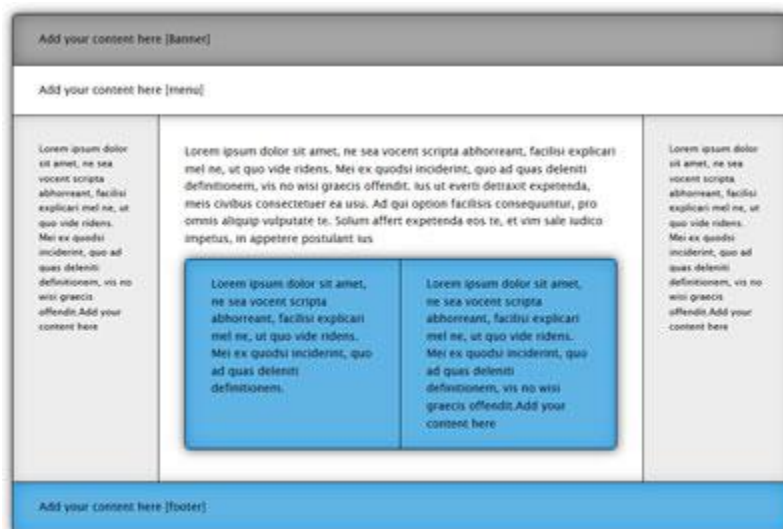 Add your content here [Banner]
Add your content here [menu]
Lorem ipsum dolor
sit amet, ne sea
vocent scripta
abhorreant, facilisi
explicari mel ne, ut
quo vide ridens.
Mei ex quodsi
inciderint, quo ad
quas deleniti
definitionem, vis no
wisi graecis
offendit.Add your
content here
Lorem ipsum dolor sit amet, ne sea vocent scripta abhorreant, facilisi explicari
mel ne, ut quo vide ridens. Mei ex quodsi inciderint, quo ad quas deleniti
definitionem, vis no wisi graecis offendit. Ius ut everti detraxit expetenda,
meis civibus consectetuer ea usu. Ad qui option facilisis consequuntur, pro
omnis aliquip vulputate te. Solum affert expetenda eos te, et vim sale iudico
impetus, in appetere postulant ius
Lorem ipsum dolor sit amet,
ne sea vocent scripta
abhorreant, facilisi explicari
mel ne, ut quo vide ridens.
Mei ex quodsi inciderint, quo
ad quas deleniti
definitionem.
Lorem ipsum dolor sit amet,
ne sea vocent scripta
abhorreant, facilisi explicari
mel ne, ut quo vide ridens.
Mei ex quodsi inciderint, quo
ad quas deleniti
definitionem, vis no wisi
graecis offendit.Add your
content here
Lorem ipsum dolor
sit amet, ne sea
vocent scripta
abhorreant, facilisi
explicari mel ne, ut
quo vide ridens.
Mei ex quodsi
inciderint, quo ad
quas deleniti
definitionem, vis no
wisi graecis
offendit.Add your
content here
Add your content here [footer]